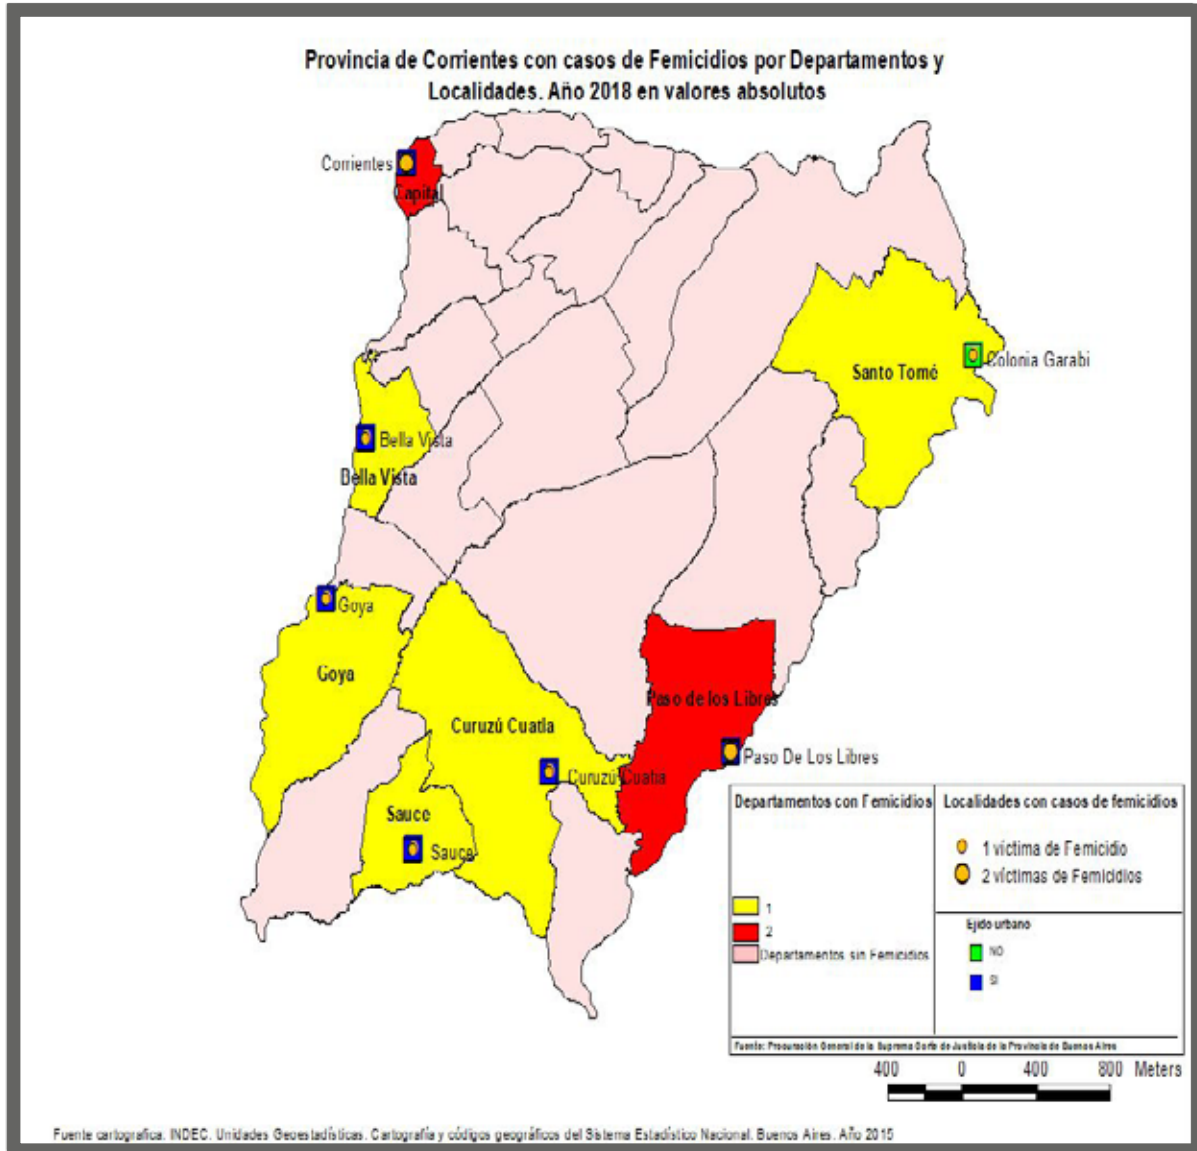 Provincia de Corrientes con casos de Femicidios por Departamentos y
Localidades. Año 2018 en valores absolutos
Corrientes
Capital
Santo Tomé
Colonia Garabi
Bella Vista
Bella Vista
Goya
Goya
Curuzú Cuatla
Paso de los Libres
Paso De Los Libres
Curuzú Cuatia
Sauce
Sauce
Departamentos con Femicidios
1
2
Departamentos sin Femicidios
Localidades con casos de femicidios
1 víctima de Femicidio
2 víctimas de Femicidios
Ejido urbano
NO
SI
Fuente: Procuración General de la Suprema Corte de Justicia de la Provincia de Buenos Aires
400 0 400 800 Meters
Fuente cartografica. INDEC. Unidades Geoestadísticas. Cartografía y códigos geográficos del Sistema Estadístico Nacional. Buenos Aires. Año 2015